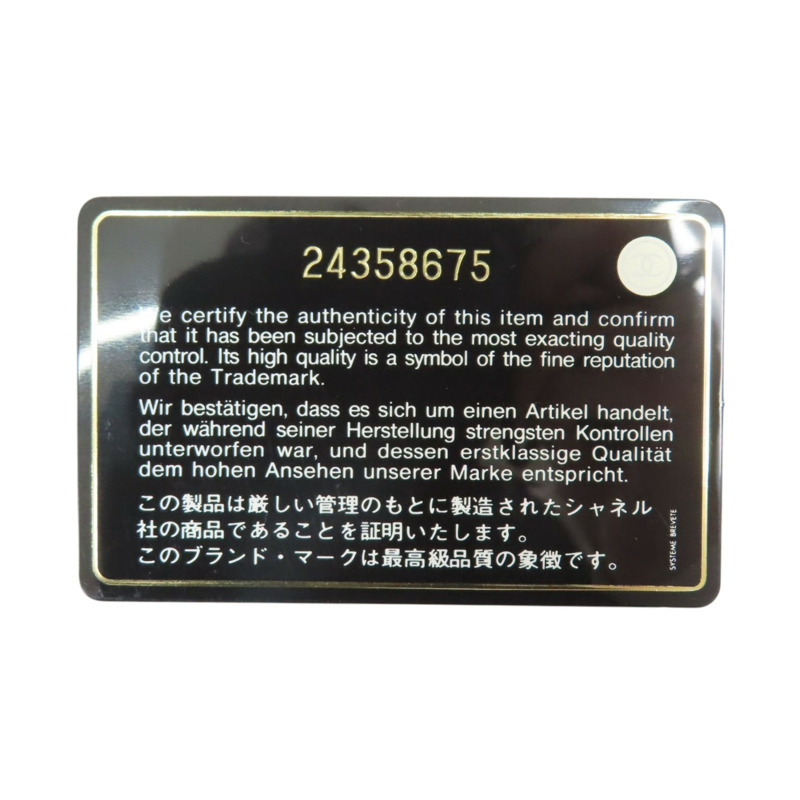 24358675
We certify the authenticity of this item and confirm
that it has been subjected to the most exacting quality
control. Its high quality is a symbol of the fine reputation
of the Trademark.
Wir bestätigen, dass es sich um einen Artikel handelt,
der während seiner Herstellung strengsten Kontrollen
unterworfen war, und dessen erstklassige Qualität
dem hohen Ansehen unserer Marke entspricht.
この製品は厳しい管理のもとに製造されたシャネル
社の商品であることを証明いたします。
このブランド・マークは最高級品質の象徴です。
SYSTEME BREVETE